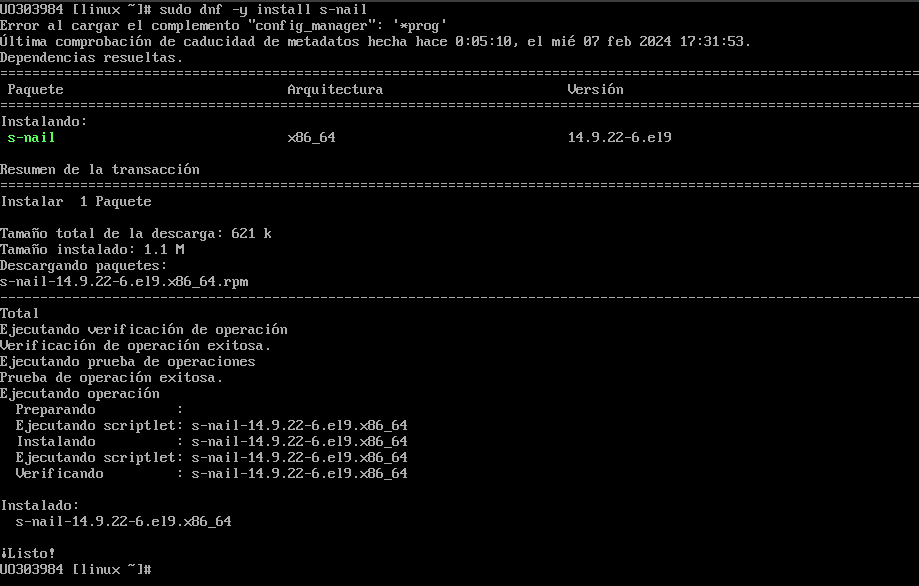 UO303984 [linux ~]# sudo dnf -y install s-nail
Error al cargar el complemento "config_manager": '*prog'
Última comprobación de caducidad de metadatos hecha hace 0:05:10, el mié 07 feb 2024 17:31:53.
Dependencias resueltas.
================================================================================
Paquete Arquitectura Versión
================================================================================
Instalando:
s-nail x86_64 14.9.22-6.el9
Resumen de la transacción
================================================================================
Instalar 1 Paquete
Tamaño total de la descarga: 621 k
Tamaño instalado: 1.1 M
Descargando paquetes:
s-nail-14.9.22-6.el9.x86_64.rpm
--------------------------------------------------------------------------------
Total
Ejecutando verificación de operación
Verificación de operación exitosa.
Ejecutando prueba de operaciones
Prueba de operación exitosa.
Ejecutando operación
Preparando :
Ejecutando scriptlet: s-nail-14.9.22-6.el9.x86_64
Instalando : s-nail-14.9.22-6.el9.x86_64
Ejecutando scriptlet: s-nail-14.9.22-6.el9.x86_64
Verificando : s-nail-14.9.22-6.el9.x86_64
Instalado:
s-nail-14.9.22-6.el9.x86_64
¡Listo!
UO303984 [linux ~]#